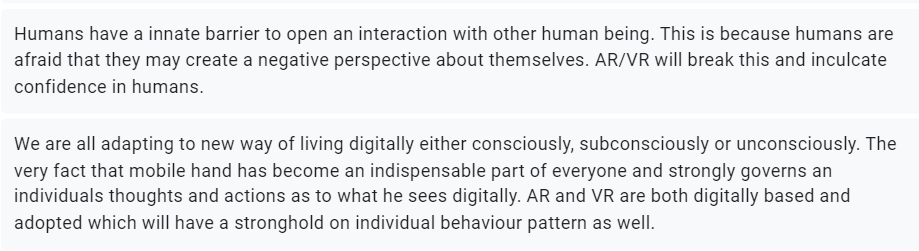 Humans have a innate barrier to open an interaction with other human being. This is because humans are
afraid that they may create a negative perspective about themselves. AR/VR will break this and inculcate
confidence in humans.
We are all adapting to new way of living digitally either consciously, subconsciously or unconsciously. The
very fact that mobile hand has become an indispensable part of everyone and strongly governs an
individuals thoughts and actions as to what he sees digitally. AR and VR are both digitally based and
adopted which will have a stronghold on individual behaviour pattern as well.